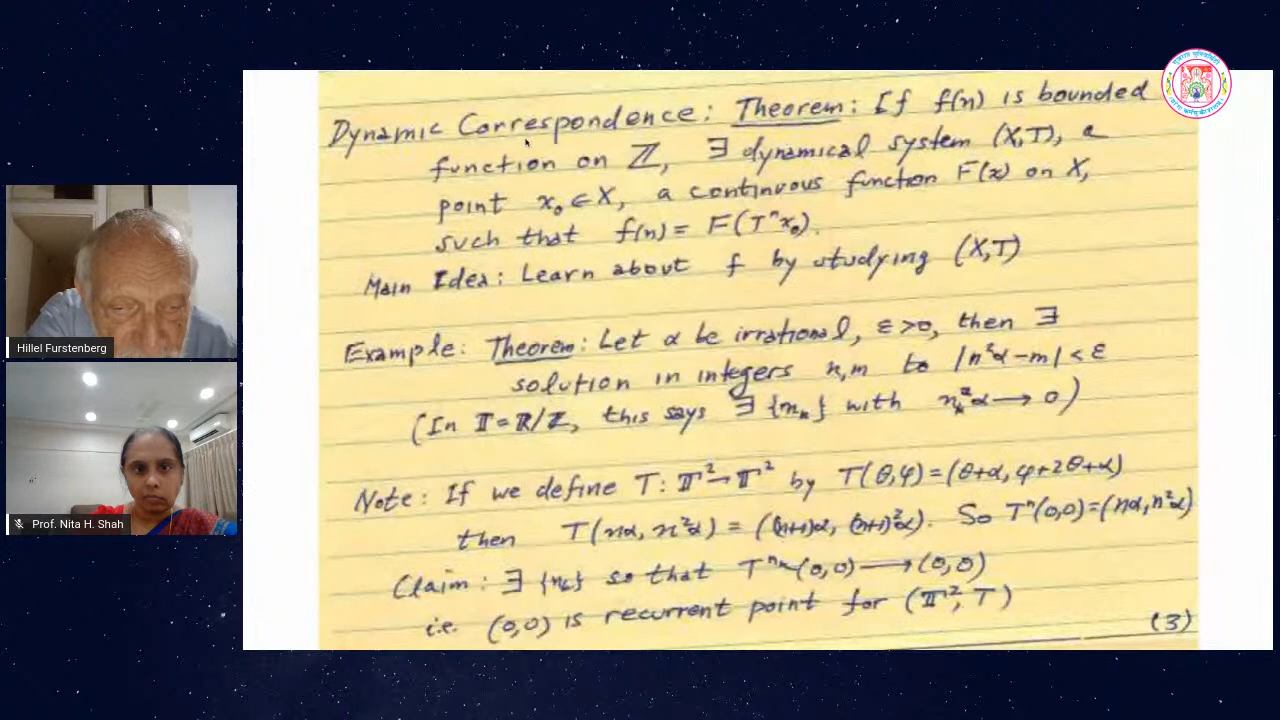 Dynamic Correspondence: Theorem: If f(n) is bounded
function on ℤ, ∃ dynamical system (X,T), a
point x₀ ∈ X, a continuous function F(x) on X,
such that f(n) = F(Tⁿx₀).
Main Idea: Learn about f by studying (X,T)
Example: Theorem: Let α be irrational, ε>0, then ∃
solution in integers n,m to |n²α-m| < ε
(In 𝕋=ℝ/ℤ, this says ∃ {nₖ} with nₖ²α → 0)
Note: If we define T: 𝕋²→𝕋² by T(θ,φ)=(θ+α, φ+2θ+α)
then T(nα, n²α) = ((n+1)α, (n+1)²α). So Tⁿ(0,0)=(nα,n²α)
Claim: ∃ {nₖ} so that Tⁿₖ(0,0) → (0,0)
i.e. (0,0) is recurrent point for (𝕋², T)
(3)
Hillel Furstenberg
Prof. Nita H. Shah